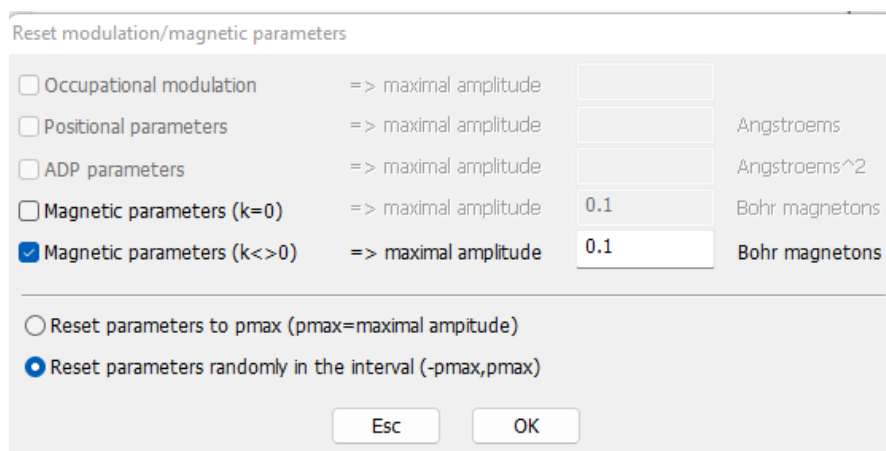 Reset modulation/magnetic parameters
Occupational modulation => maximal amplitude
Positional parameters => maximal amplitude Angstroems
ADP parameters => maximal amplitude Angstroems^2
Magnetic parameters (k=0) => maximal amplitude 0.1 Bohr magnetons
Magnetic parameters (k<>0) => maximal amplitude 0.1 Bohr magnetons
Reset parameters to pmax (pmax=maximal ampitude)
Reset parameters randomly in the interval (-pmax,pmax)
Esc OK